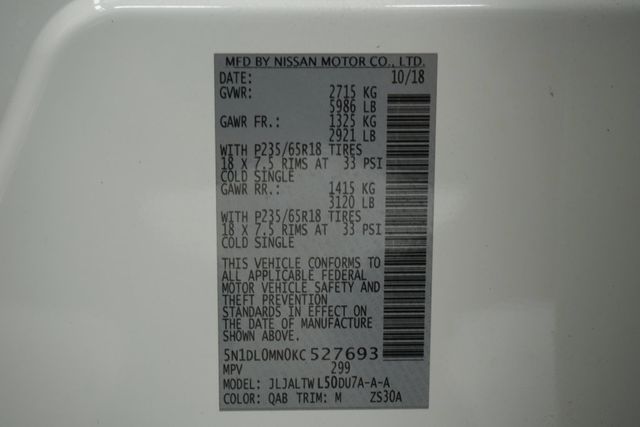 MFD BY NISSAN MOTOR CO., LTD.
DATE: 10/18
GVWR: 2715 KG
5986 LB
GAWR FR.: 1325 KG
2921 LB
WITH P235/65R18 TIRES
18 X 7.5 RIMS AT 33 PSI
COLD SINGLE
GAWR RR.: 1415 KG
3120 LB
WITH P235/65R18 TIRES
18 X 7.5 RIMS AT 33 PSI
COLD SINGLE
THIS VEHICLE CONFORMS TO
ALL APPLICABLE FEDERAL
MOTOR VEHICLE SAFETY AND
THEFT PREVENTION
STANDARDS IN EFFECT ON
THE DATE OF MANUFACTURE
SHOWN ABOVE.
5N1DL0MN0KC527693
MPV 299
MODEL: JLJALTWL50DU7A-A-A
COLOR: QAB TRIM: M ZS30A